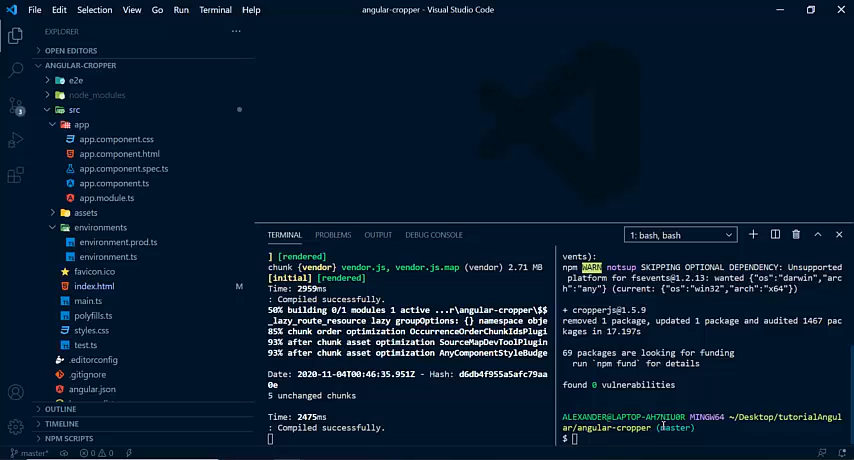 File Edit Selection View Go Run Terminal Help
angular-cropper - Visual Studio Code
EXPLORER
OPEN EDITORS
ANGULAR-CROPPER
e2e
node_modules
src
app
app.component.css
app.component.html
app.component.spec.ts
app.component.ts
app.module.ts
assets
environments
environment.prod.ts
environment.ts
favicon.ico
index.html M
main.ts
polyfills.ts
styles.css
test.ts
.editorconfig
.gitignore
angular.json
OUTLINE
TIMELINE
NPM SCRIPTS
3
TERMINAL PROBLEMS OUTPUT DEBUG CONSOLE
1: bash, bash
] [rendered]
chunk {vendor} vendor.js, vendor.js.map (vendor) 2.71 MB
[initial] [rendered]
Time: 2959ms
: Compiled successfully.
50% building 0/1 modules 1 active ...r\angular-cropper\$$
_lazy_route_resource lazy groupOptions: {} namespace obje
85% chunk order optimization OccurrenceOrderChunkIdsPlugi
93% after chunk asset optimization SourceMapDevToolPlugin
93% after chunk asset optimization AnyComponentStyleBudge
Date: 2020-11-04T00:46:35.951Z - Hash: d6db4f955a5afc79aa
0e
5 unchanged chunks
Time: 2475ms
: Compiled successfully.
vents):
npm WARN notsup SKIPPING OPTIONAL DEPENDENCY: Unsupported
platform for fsevents@1.2.13: wanted {"os":"darwin","arc
h":"any"} (current: {"os":"win32","arch":"x64"})
+ cropperjs@1.5.9
removed 1 package, updated 1 package and audited 1467 pac
kages in 17.197s
69 packages are looking for funding
run `npm fund` for details
found 0 vulnerabilities
ALEXANDER@LAPTOP-AH7NIU0R MINGW64 ~/Desktop/tutorialAngul
ar/angular-cropper (master)
$
master* 0 0